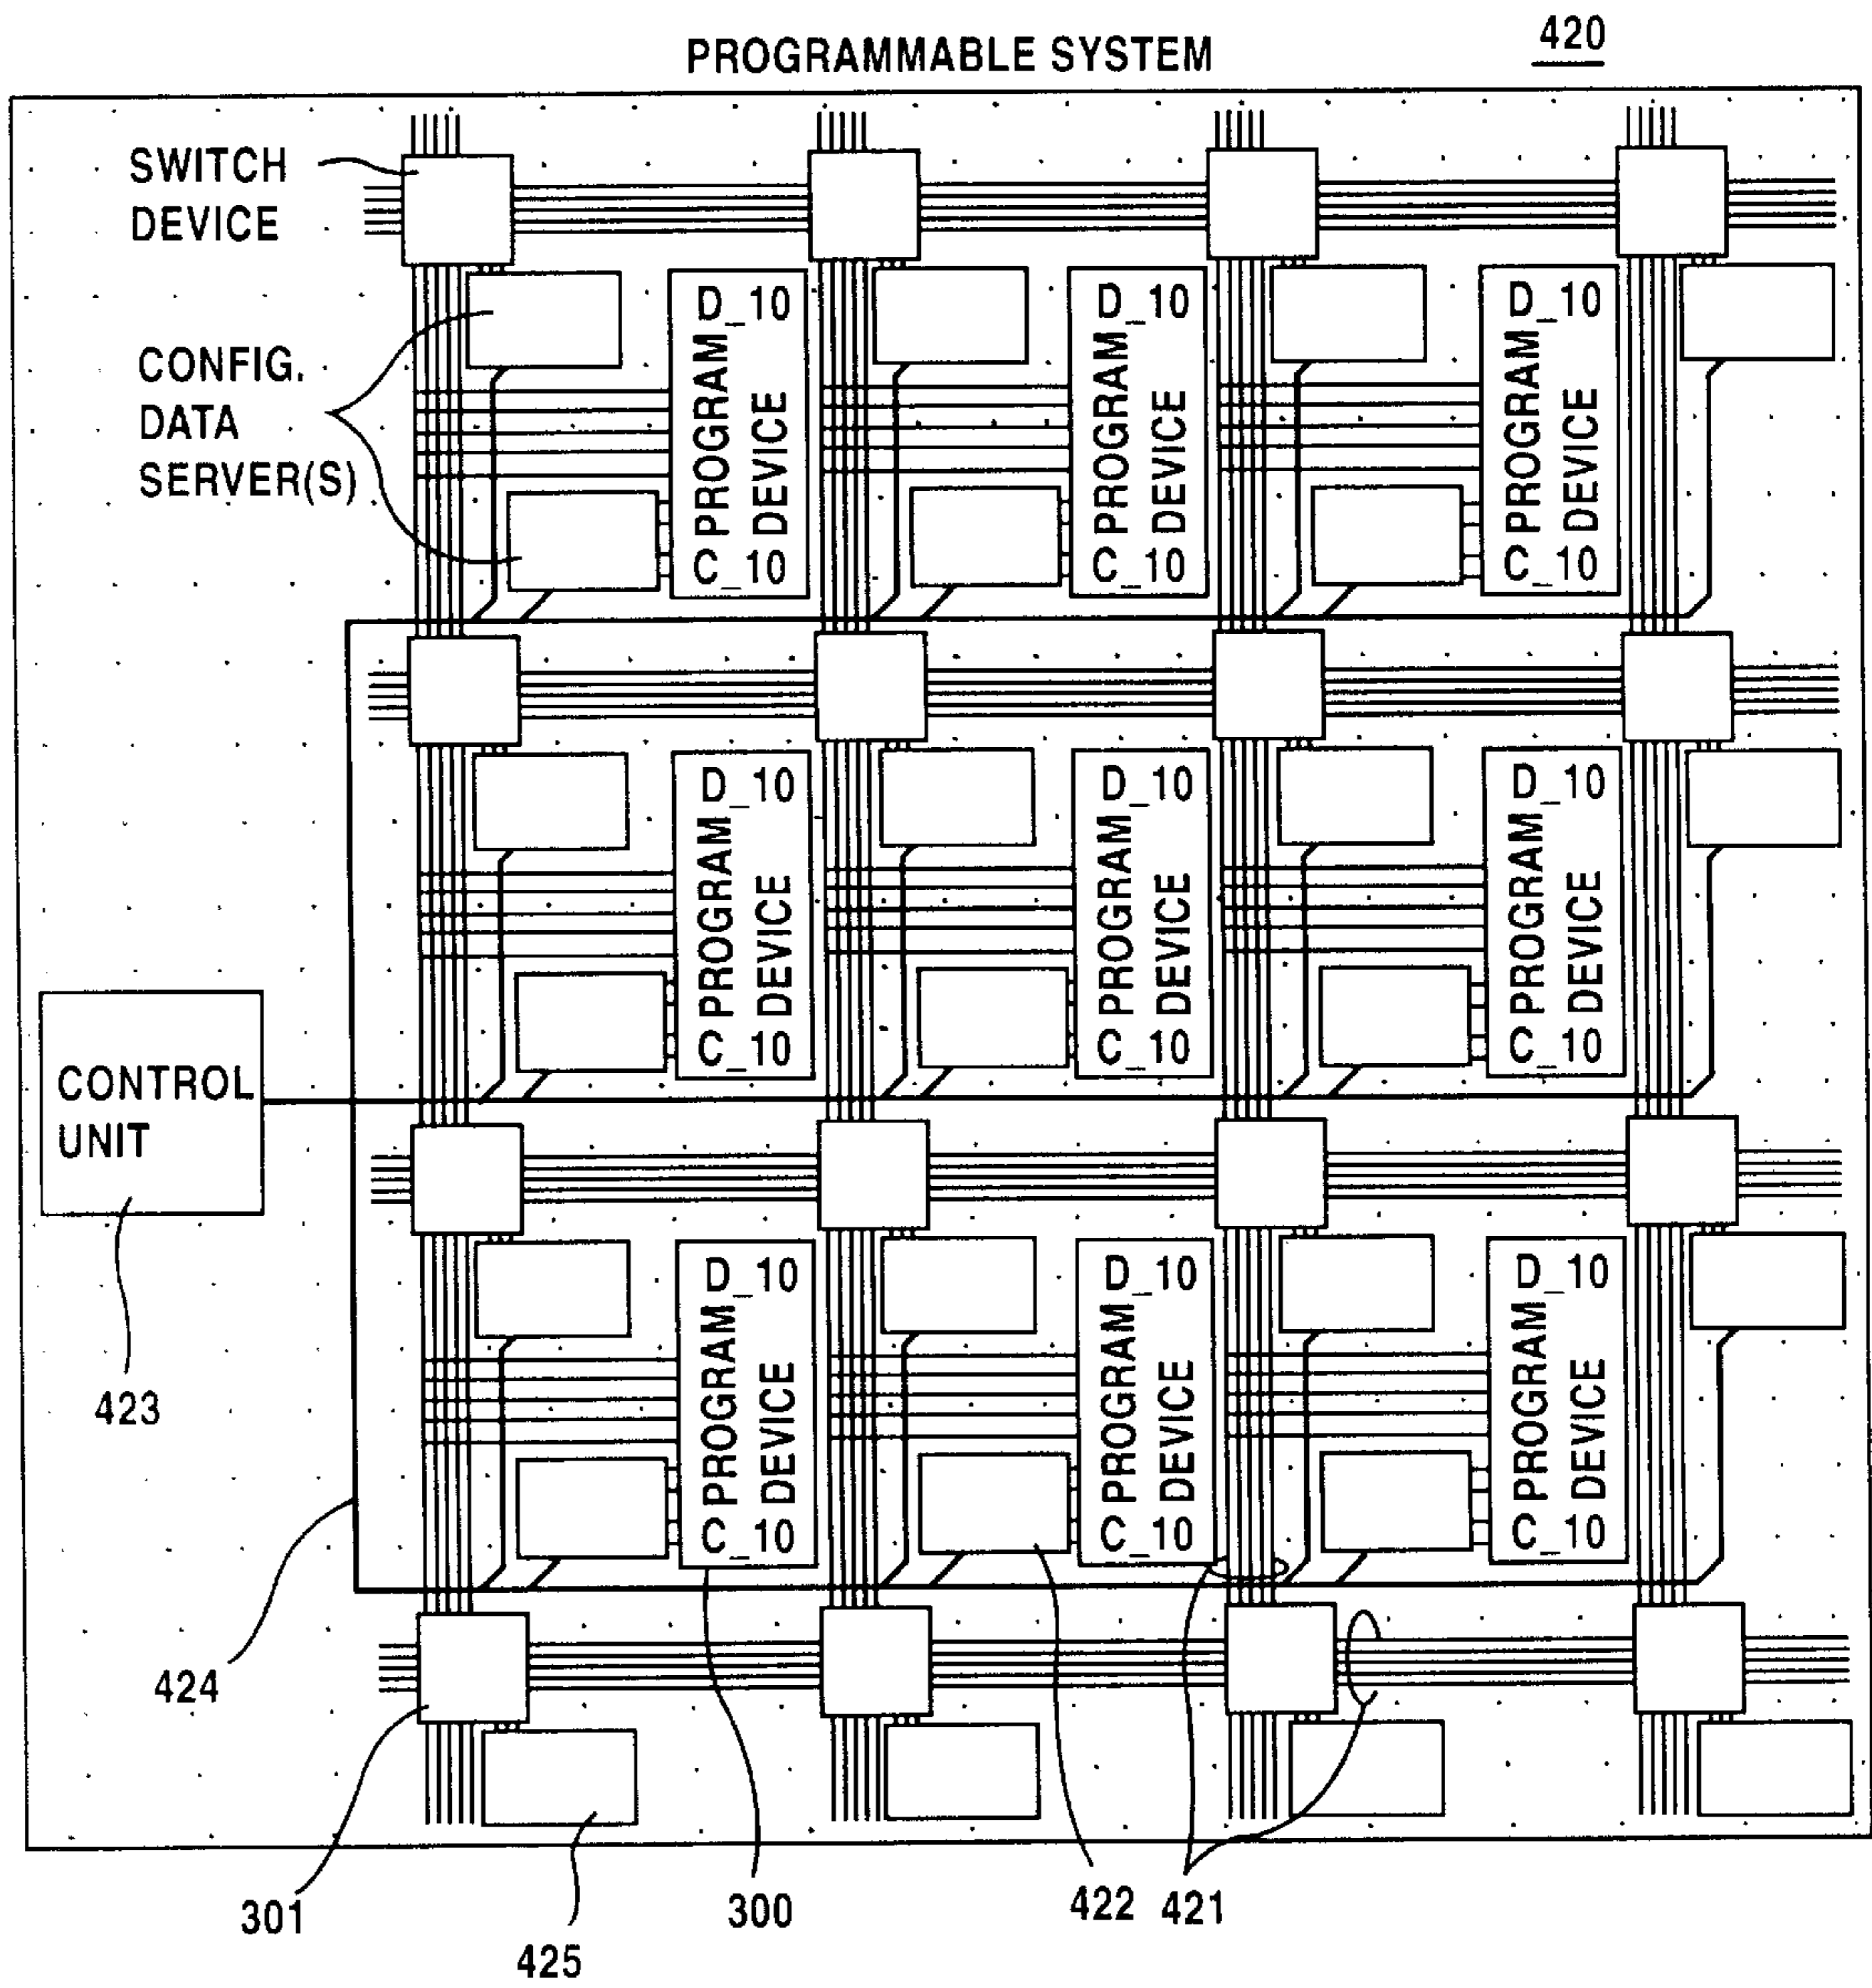 PROGRAMMABLE SYSTEM
420
SWITCH
DEVICE
CONFIG.
DATA
SERVER(S)
D_10
PROGRAM
DEVICE
C_10
D_10
PROGRAM
DEVICE
C_10
D_10
PROGRAM
DEVICE
C_10
D_10
PROGRAM
DEVICE
C_10
D_10
PROGRAM
DEVICE
C_10
D_10
PROGRAM
DEVICE
C_10
CONTROL
UNIT
423
D_10
PROGRAM
DEVICE
C_10
D_10
PROGRAM
DEVICE
C_10
D_10
PROGRAM
DEVICE
C_10
424
301
425
300
422
421